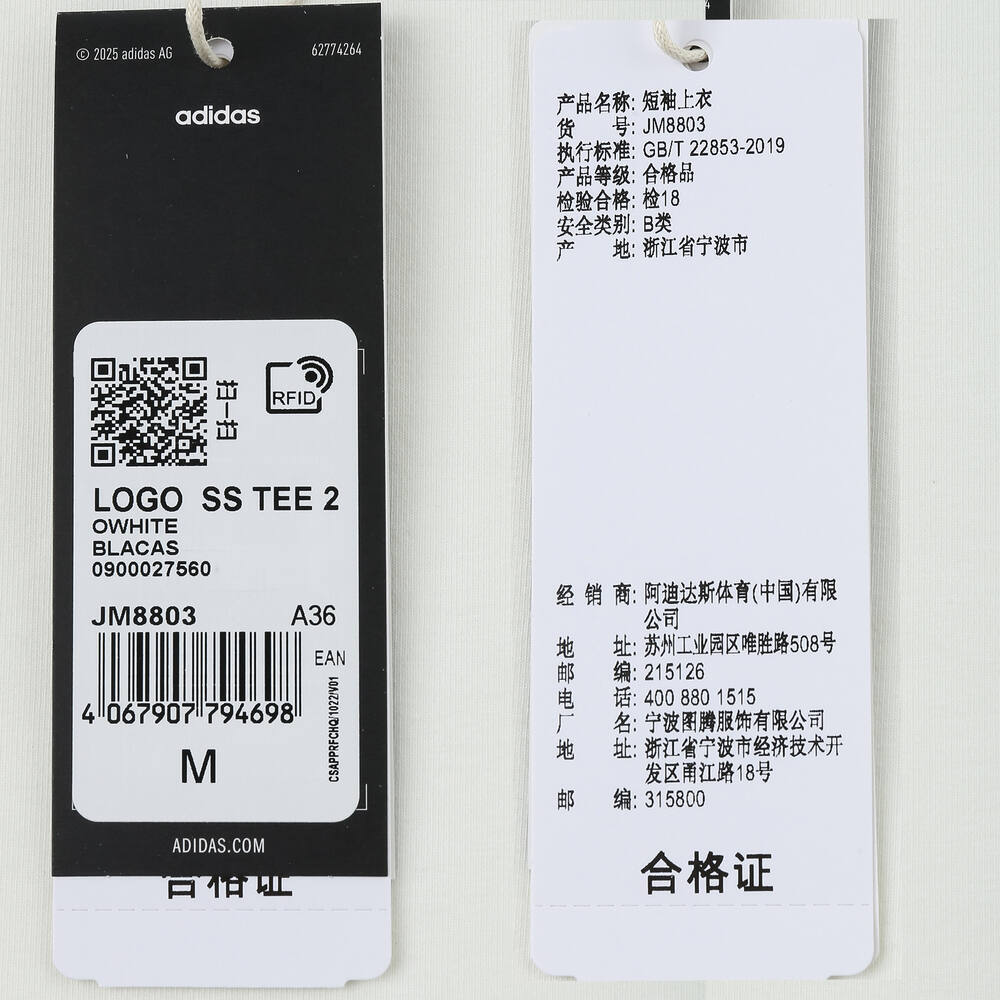 © 2025 adidas AG
62774264
adidas
扫一扫
RFID
LOGO SS TEE 2
OWHITE
BLACAS
0900027560
JM8803
A36
EAN
4 067907 794698
CSAPPRFCHQ/1022/V01
M
ADIDAS.COM
合格证
产品名称: 短袖上衣
货 号: JM8803
执行标准: GB/T 22853-2019
产品等级: 合格品
检验合格: 检18
安全类别: B类
产 地: 浙江省宁波市
经 销 商: 阿迪达斯体育(中国)有限
公司
地 址: 苏州工业园区唯胜路508号
邮 编: 215126
电 话: 400 880 1515
厂 名: 宁波图腾服饰有限公司
地 址: 浙江省宁波市经济技术开
发区甬江路18号
邮 编: 315800
合格证